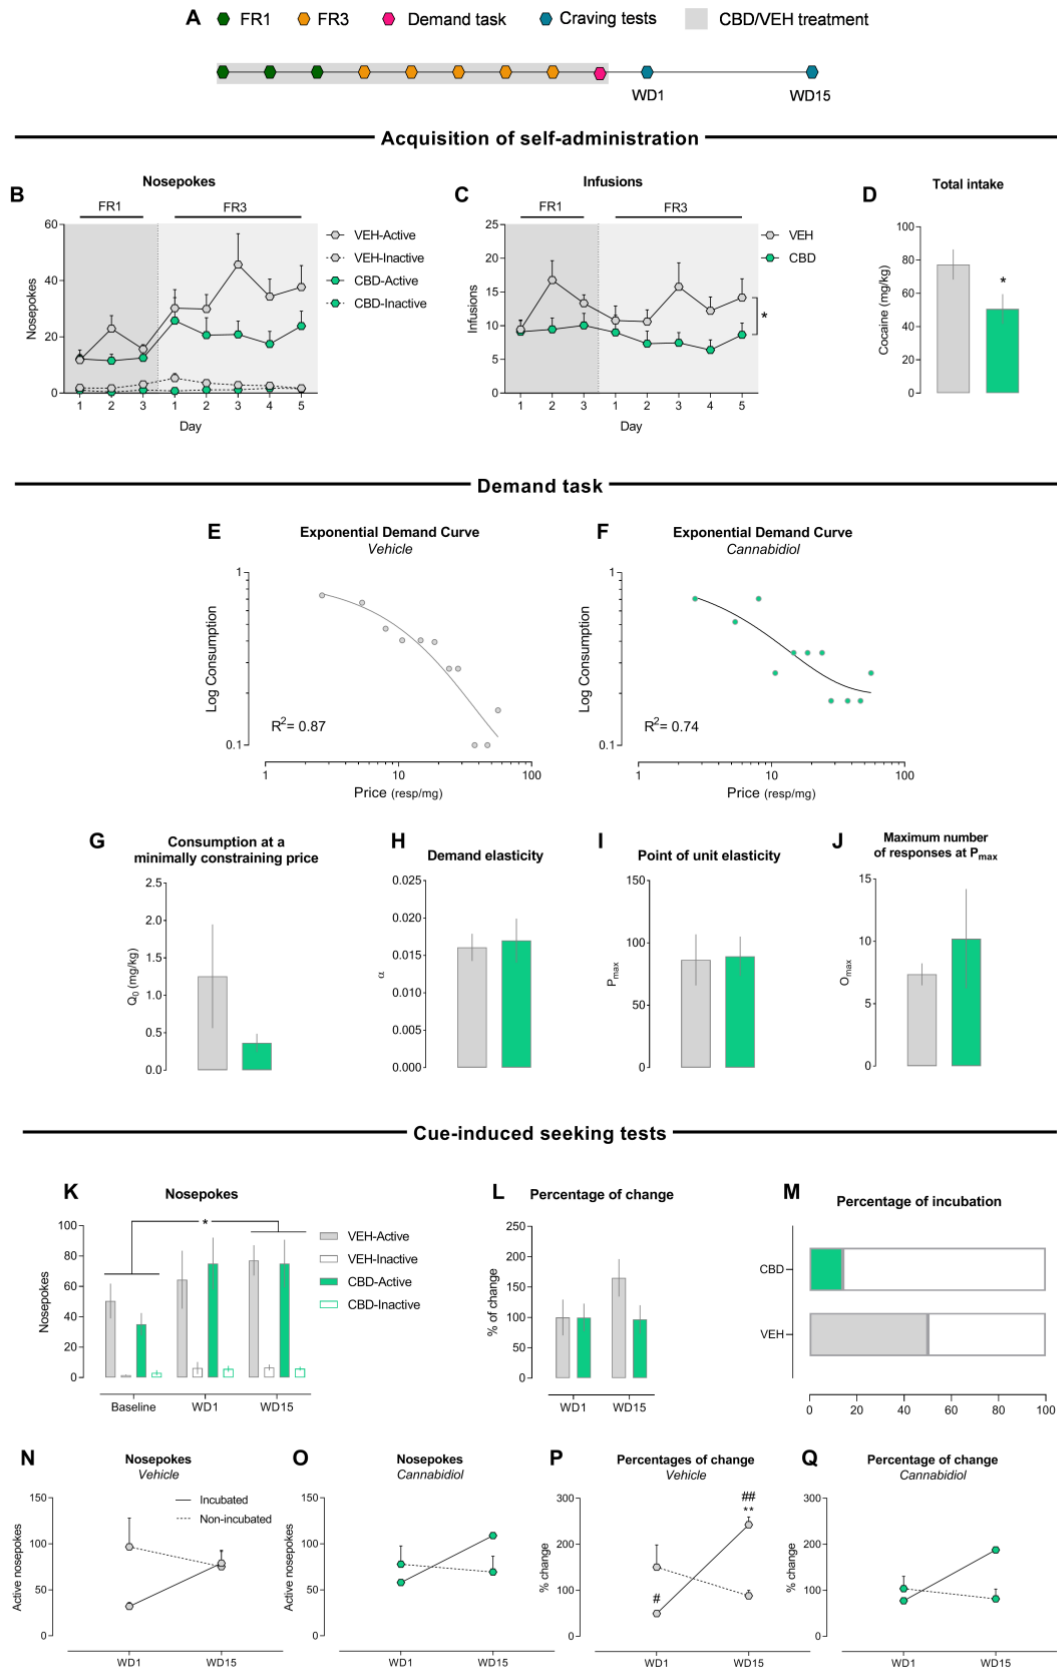 A FR1 FR3 Demand task Craving tests CBD/VEH treatment
WD1 WD15
Acquisition of self-administration
B Nosepokes
FR1 FR3
60
40
20
0
Nosepokes
1 2 3 1 2 3 4 5
Day
VEH-Active
VEH-Inactive
CBD-Active
CBD-Inactive
C Infusions
FR1 FR3
25
20
15
10
5
0
Infusions
1 2 3 1 2 3 4 5
Day
VEH
CBD
*
D Total intake
100
80
60
40
20
0
Cocaine (mg/kg)
*
Demand task
E Exponential Demand Curve
Vehicle
1
0.1
Log Consumption
R²= 0.87
1 10 100
Price (resp/mg)
F Exponential Demand Curve
Cannabidiol
1
0.1
Log Consumption
R²= 0.74
1 10 100
Price (resp/mg)
G Consumption at a
minimally constraining price
2.5
2.0
1.5
1.0
0.5
0.0
Q₀ (mg/kg)
H Demand elasticity
0.025
0.020
0.015
0.010
0.005
0.000
α
I Point of unit elasticity
150
100
50
0
Pmax
J Maximum number
of responses at Pmax
15
10
5
0
Omax
Cue-induced seeking tests
K Nosepokes
100
80
60
40
20
0
Nosepokes
*
Baseline WD1 WD15
VEH-Active
VEH-Inactive
CBD-Active
CBD-Inactive
L Percentage of change
250
200
150
100
50
0
% of change
WD1 WD15
M Percentage of incubation
CBD
VEH
0 20 40 60 80 100
N Nosepokes
Vehicle
150
100
50
0
Active nosepokes
Incubated
Non-incubated
WD1 WD15
O Nosepokes
Cannabidiol
150
100
50
0
Active nosepokes
WD1 WD15
P Percentages of change
Vehicle
300
200
100
0
% change
##
**
#
WD1 WD15
Q Percentage of change
Cannabidiol
300
200
100
0
% change
WD1 WD15